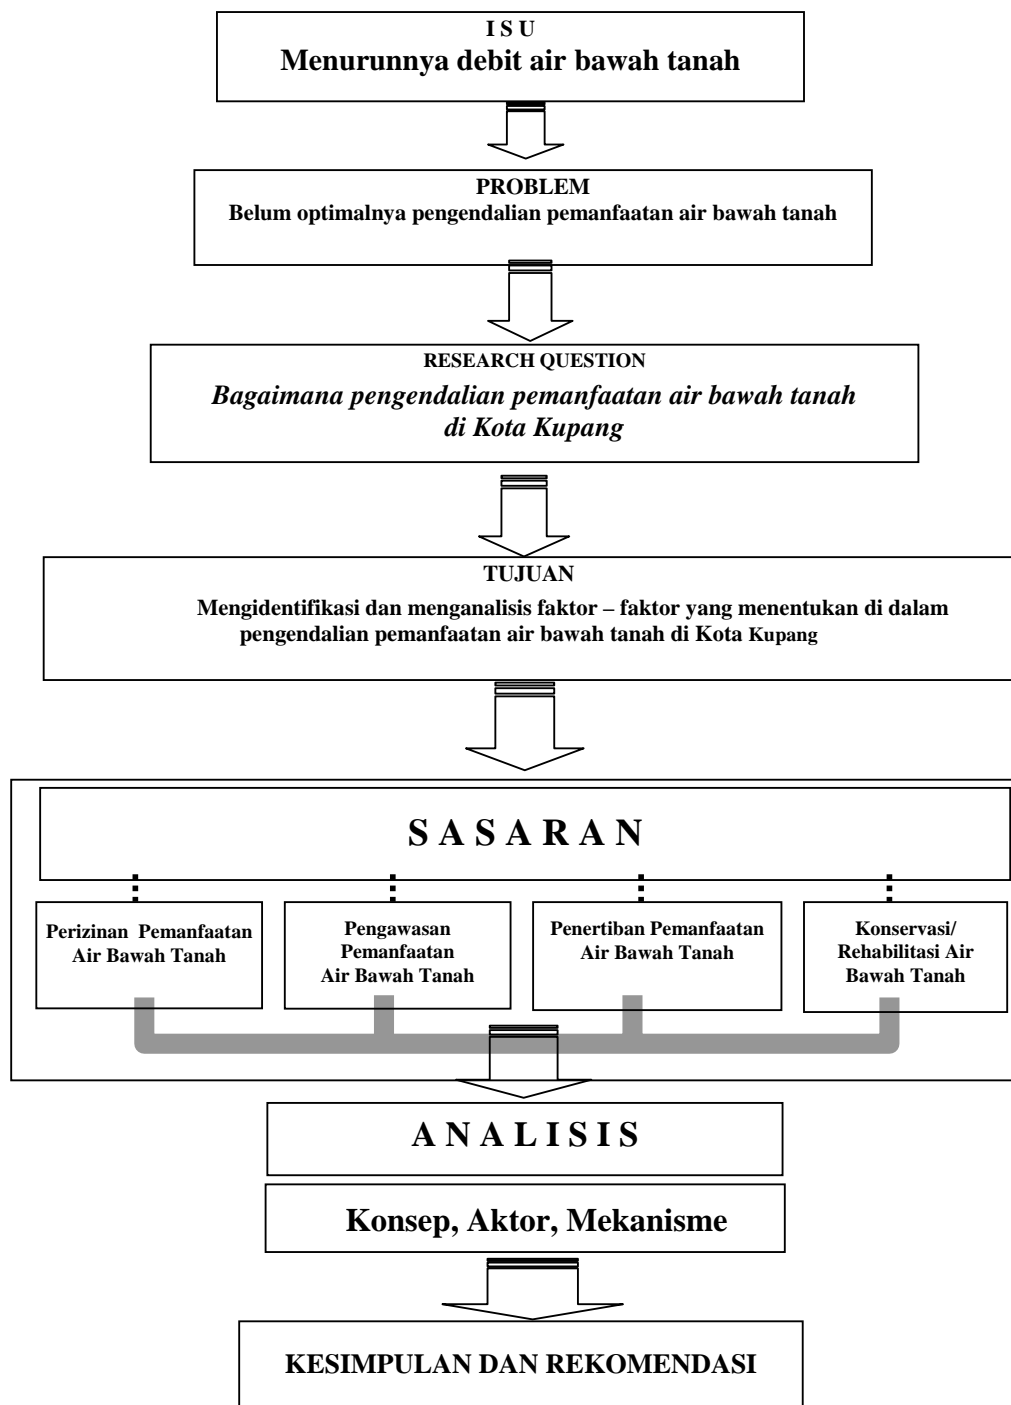 I S U
Menurunnya debit air bawah tanah
PROBLEM
Belum optimalnya pengendalian pemanfaatan air bawah tanah
RESEARCH QUESTION
Bagaimana pengendalian pemanfaatan air bawah tanah
di Kota Kupang
TUJUAN
Mengidentifikasi dan menganalisis faktor – faktor yang menentukan di dalam
pengendalian pemanfaatan air bawah tanah di Kota Kupang
S A S A R A N
Perizinan Pemanfaatan
Air Bawah Tanah
Pengawasan
Pemanfaatan
Air Bawah Tanah
Penertiban Pemanfaatan
Air Bawah Tanah
Konservasi/
Rehabilitasi Air
Bawah Tanah
A N A L I S I S
Konsep, Aktor, Mekanisme
KESIMPULAN DAN REKOMENDASI